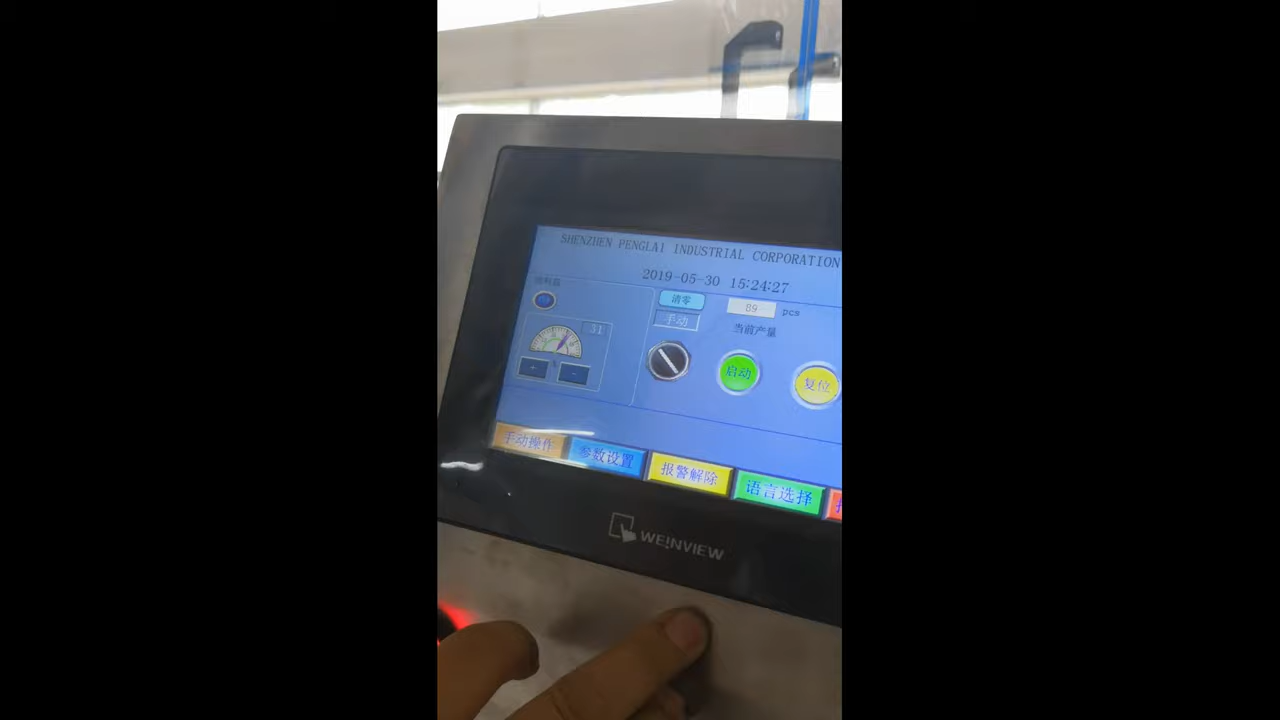 SHENZHEN PENGLAI INDUSTRIAL CORPORATION
2019-05-30 15:24:27
清零
89 pcs
手动
当前产量
31
启动
复位
手动操作
参数设置
报警解除
语言选择
WEINVIEW